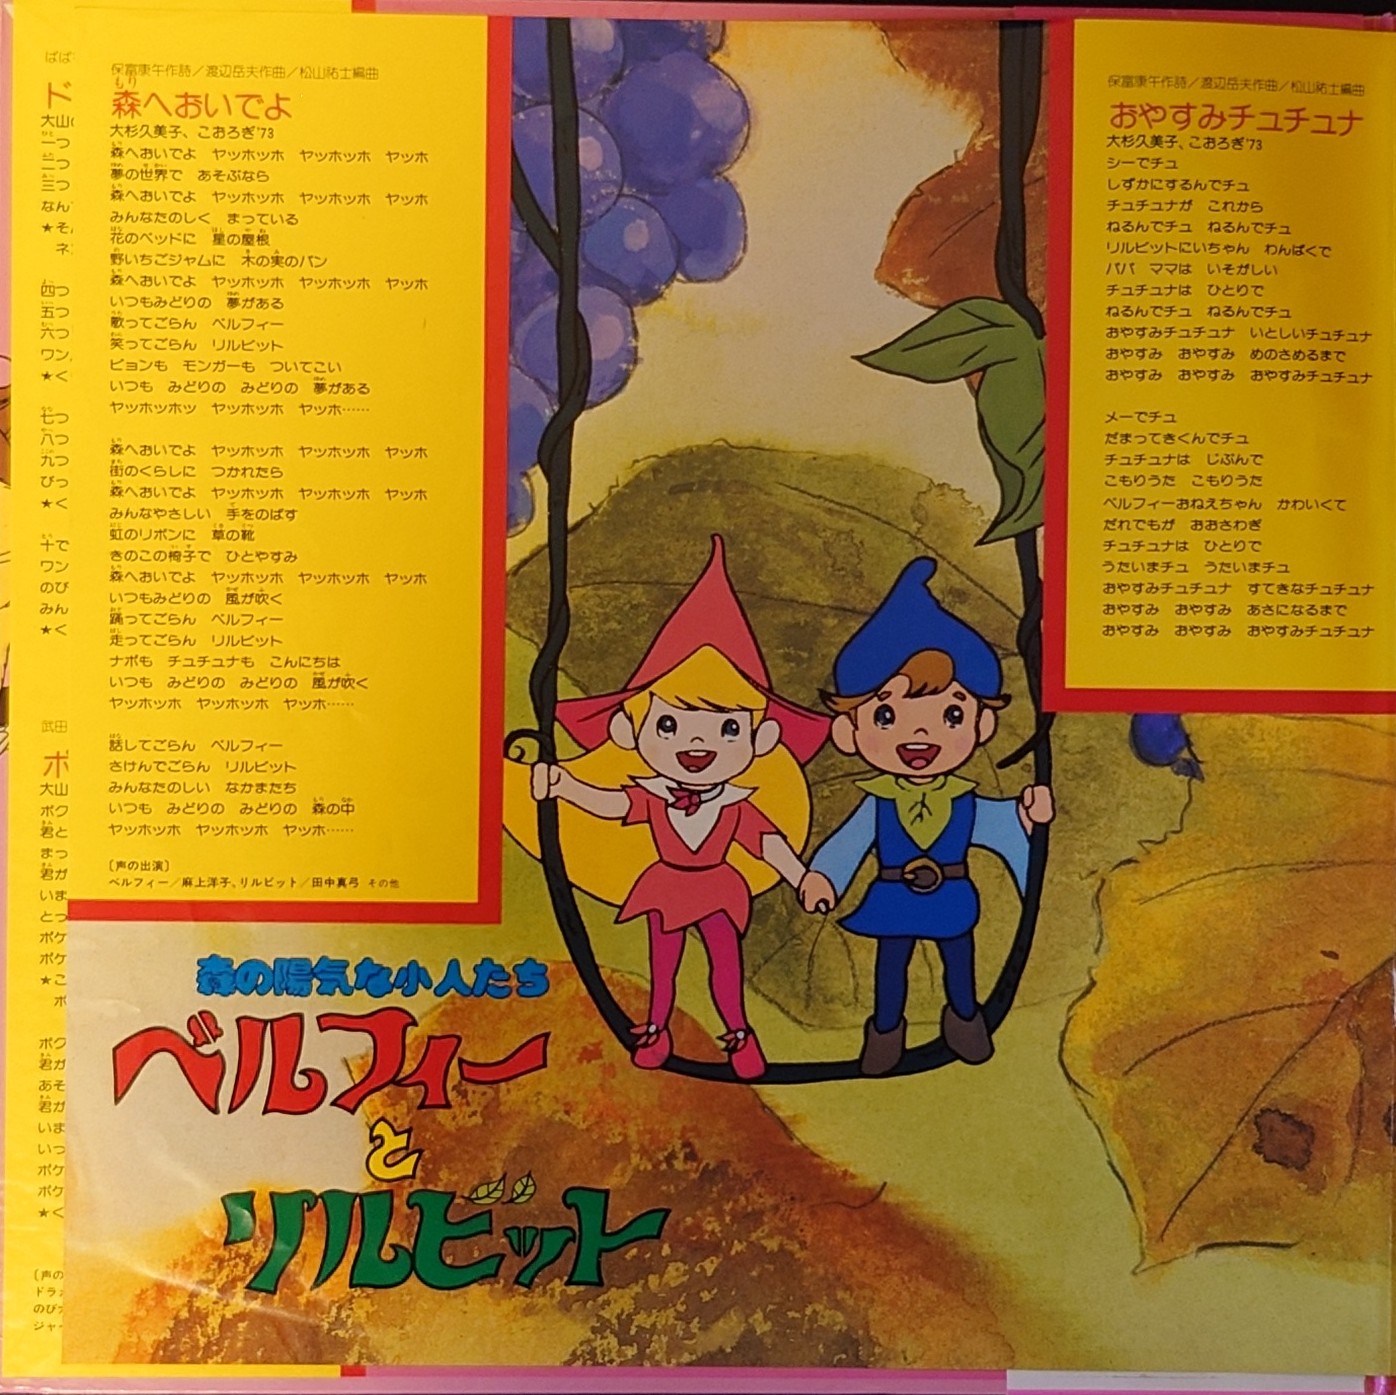 保富康午作詩／渡辺岳夫作曲／松山祐士編曲
森へおいでよ
大杉久美子、こおろぎ'73
森へおいでよ　ヤッホッホ　ヤッホッホ　ヤッホ
夢の世界で　あそぶなら
森へおいでよ　ヤッホッホ　ヤッホッホ　ヤッホ
みんなたのしく　まっている
花のベッドに　星の屋根
野いちごジャムに　木の実のパン
森へおいでよ　ヤッホッホ　ヤッホッホ　ヤッホ
いつもみどりの　夢がある
歌ってごらん　ベルフィー
笑ってごらん　リルビット
ピョンも　モンガーも　ついてこい
いつも　みどりの　みどりの　夢がある
ヤッホッホッ　ヤッホッホ　ヤッホ……
森へおいでよ　ヤッホッホ　ヤッホッホ　ヤッホ
街のくらしに　つかれたら
森へおいでよ　ヤッホッホ　ヤッホッホ　ヤッホ
みんなやさしい　手をのばす
虹のリボンに　草の靴
きのこの椅子で　ひとやすみ
森へおいでよ　ヤッホッホ　ヤッホッホ　ヤッホ
いつもみどりの　風が吹く
踊ってごらん　ベルフィー
走ってごらん　リルビット
ナポも　チュチュナも　こんにちは
いつも　みどりの　みどりの　風が吹く
ヤッホッホ　ヤッホッホ　ヤッホ……
話してごらん　ベルフィー
さけんでごらん　リルビット
みんなたのしい　なかまたち
いつも　みどりの　みどりの　森の中
ヤッホッホ　ヤッホッホ　ヤッホ……
〔声の出演〕
ベルフィー／麻上洋子、リルビット／田中真弓　その他
森の陽気な小人たち
ベルフィー
と
リルビット
保富康午作詩／渡辺岳夫作曲／松山祐士編曲
おやすみチュチュナ
大杉久美子、こおろぎ'73
シーでチュ
しずかにするんでチュ
チュチュナが　これから
ねるんでチュ　ねるんでチュ
リルビットにいちゃん　わんぱくで
パパ　ママは　いそがしい
チュチュナは　ひとりで
ねるんでチュ　ねるんでチュ
おやすみチュチュナ　いとしいチュチュナ
おやすみ　おやすみ　めのさめるまで
おやすみ　おやすみ　おやすみチュチュナ
メーでチュ
だまってきくんでチュ
チュチュナは　じぶんで
こもりうた　こもりうた
ベルフィーおねえちゃん　かわいくて
だれでもが　おおさわぎ
チュチュナは　ひとりで
うたいまチュ　うたいまチュ
おやすみチュチュナ　すてきなチュチュナ
おやすみ　おやすみ　あさになるまで
おやすみ　おやすみ　おやすみチュチュナ